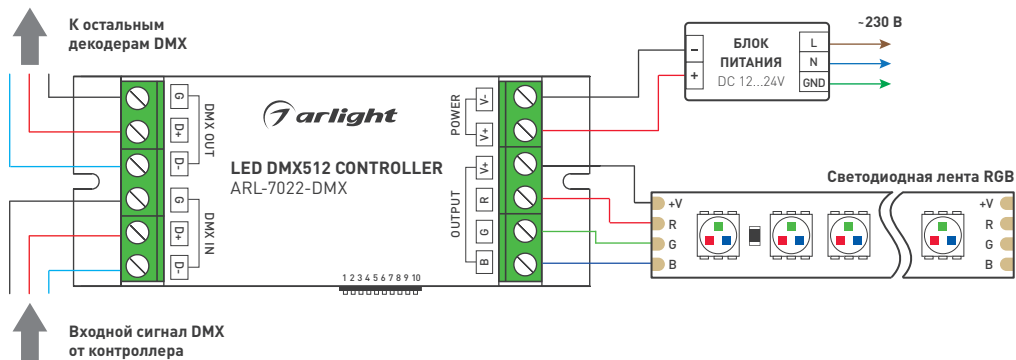 К остальным
декодерам DMX
~230 В
БЛОК
ПИТАНИЯ
DC 12...24V
–
+
L
N
GND
arlight
LED DMX512 CONTROLLER
ARL-7022-DMX
G
D+
D-
DMX OUT
G
D+
D-
DMX IN
POWER
V-
V+
OUTPUT
V+
R
G
B
1 2 3 4 5 6 7 8 9 10
Светодиодная лента RGB
+V
R
G
B
+V
R
G
B
Входной сигнал DMX
от контроллера